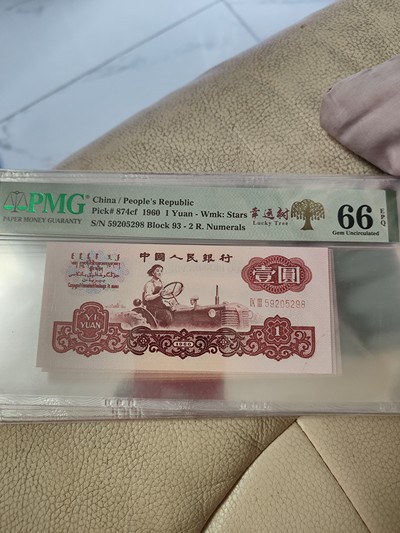 PMG
PAPER MONEY GUARANTY
China / People's Republic
Pick# 874cf 1960 1 Yuan - Wmk: Stars
S/N 59205298 Block 93 - 2 R. Numerals
幸运树
Lucky Tree
66
EPQ
Gem Uncirculated
中國人民銀行
壹圓
IX III 59205298
YI YUAN
1960
1